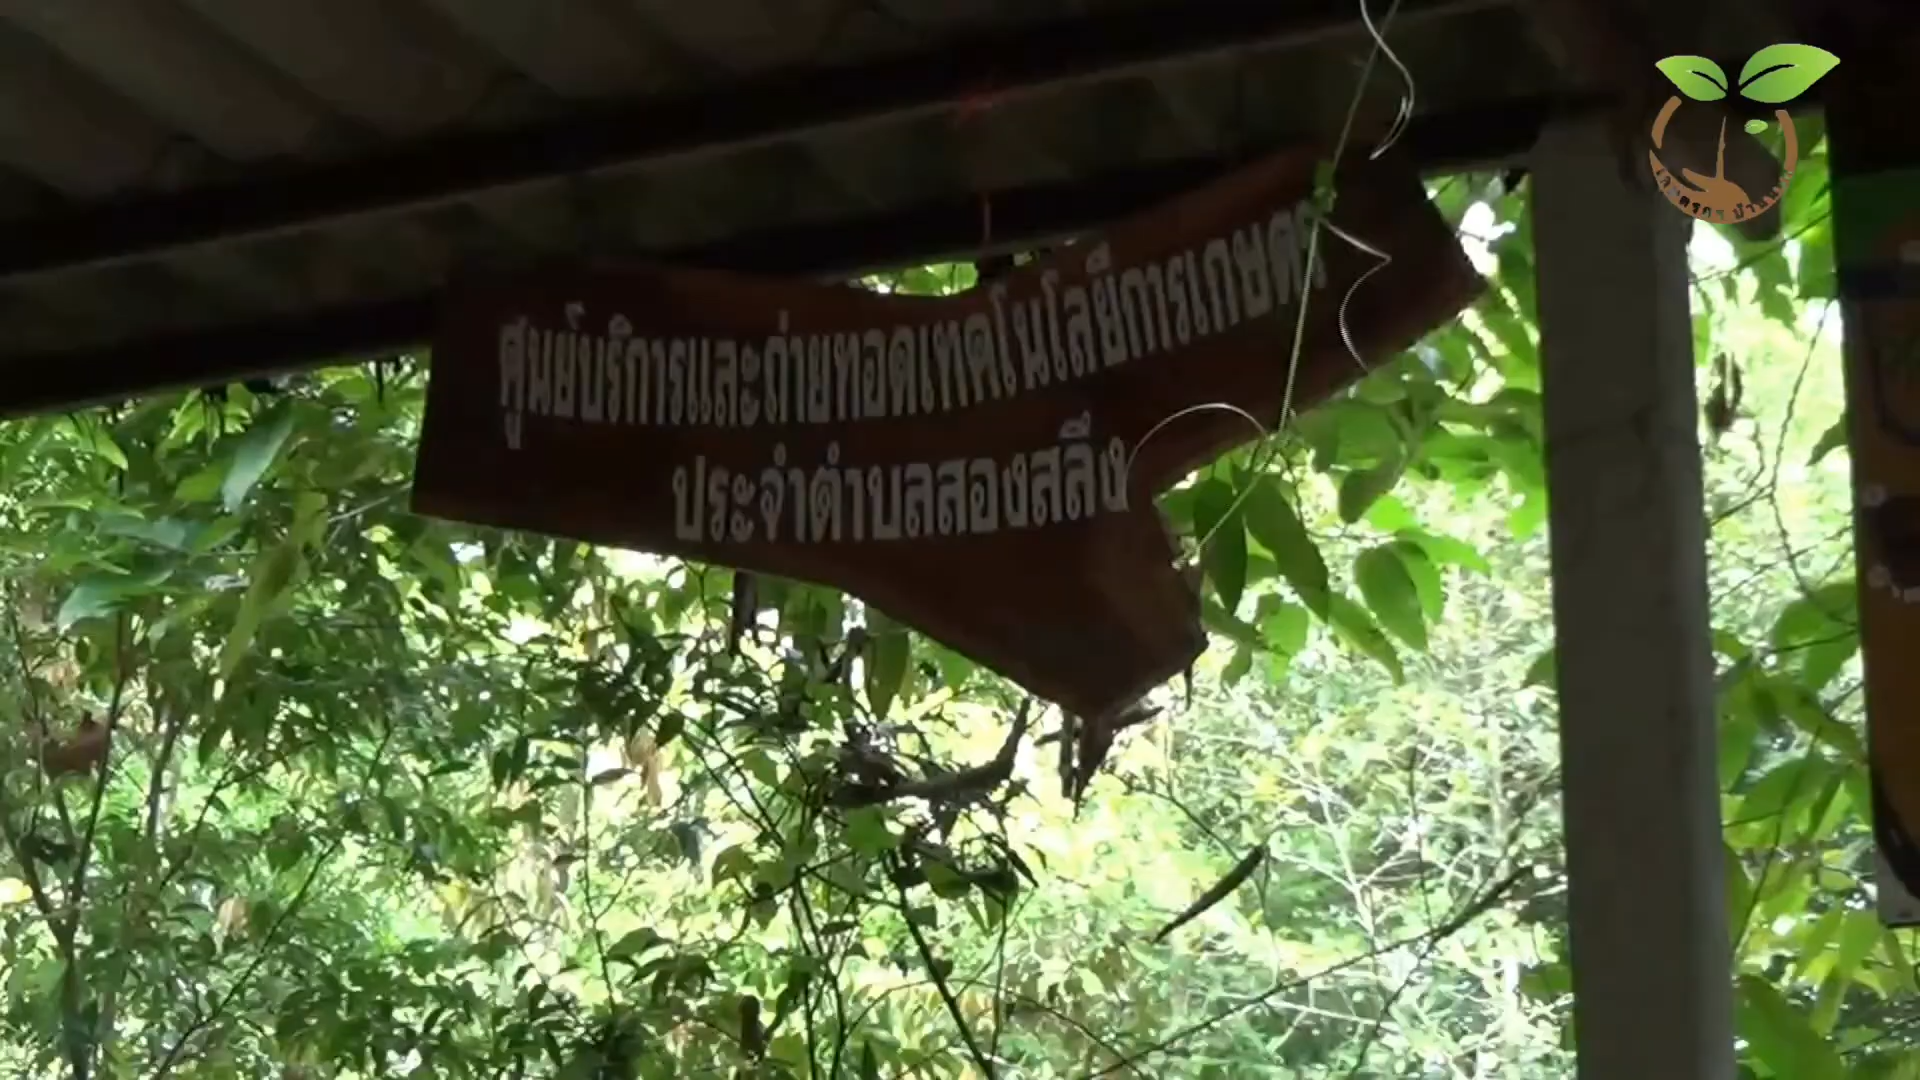 ศูนย์บริการและถ่ายทอดเทคโนโลยีการเกษตร
ประจำตำบลสองสลึง